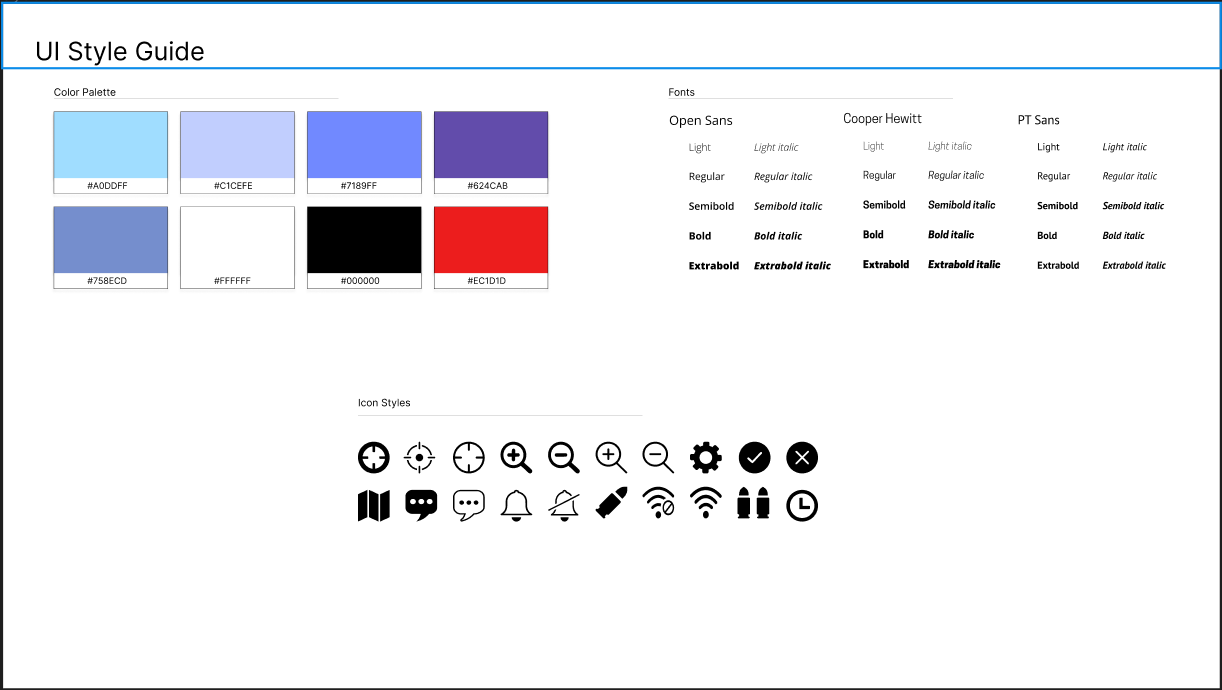 UI Style Guide
Color Palette
#A0DDFF
#C1CEFE
#7189FF
#624CAB
#758ECD
#FFFFFF
#000000
#EC1D1D
Fonts
Open Sans
Light Light italic
Regular Regular italic
Semibold Semibold italic
Bold Bold italic
Extrabold Extrabold italic
Cooper Hewitt
Light Light italic
Regular Regular italic
Semibold Semibold italic
Bold Bold italic
Extrabold Extrabold italic
PT Sans
Light Light italic
Regular Regular italic
Semibold Semibold italic
Bold Bold italic
Extrabold Extrabold italic
Icon Styles